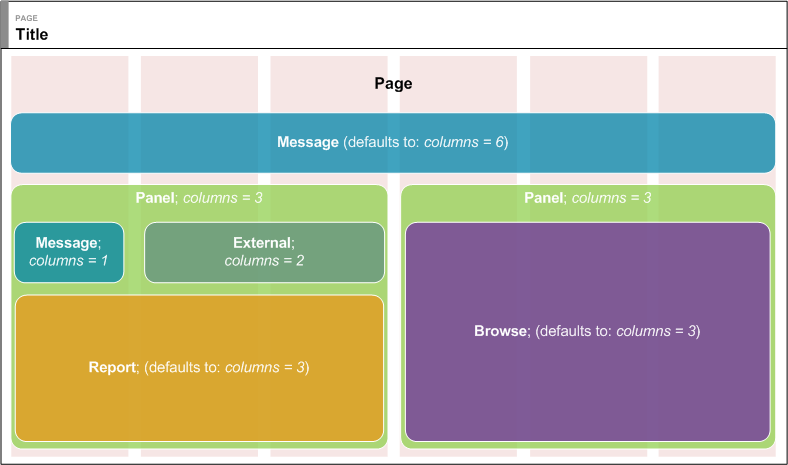 PAGE
Title
Page
Message (defaults to: columns = 6)
Panel; columns = 3
Panel; columns = 3
Message;
columns = 1
External;
columns = 2
Browse; (defaults to: columns = 3)
Report; (defaults to: columns = 3)